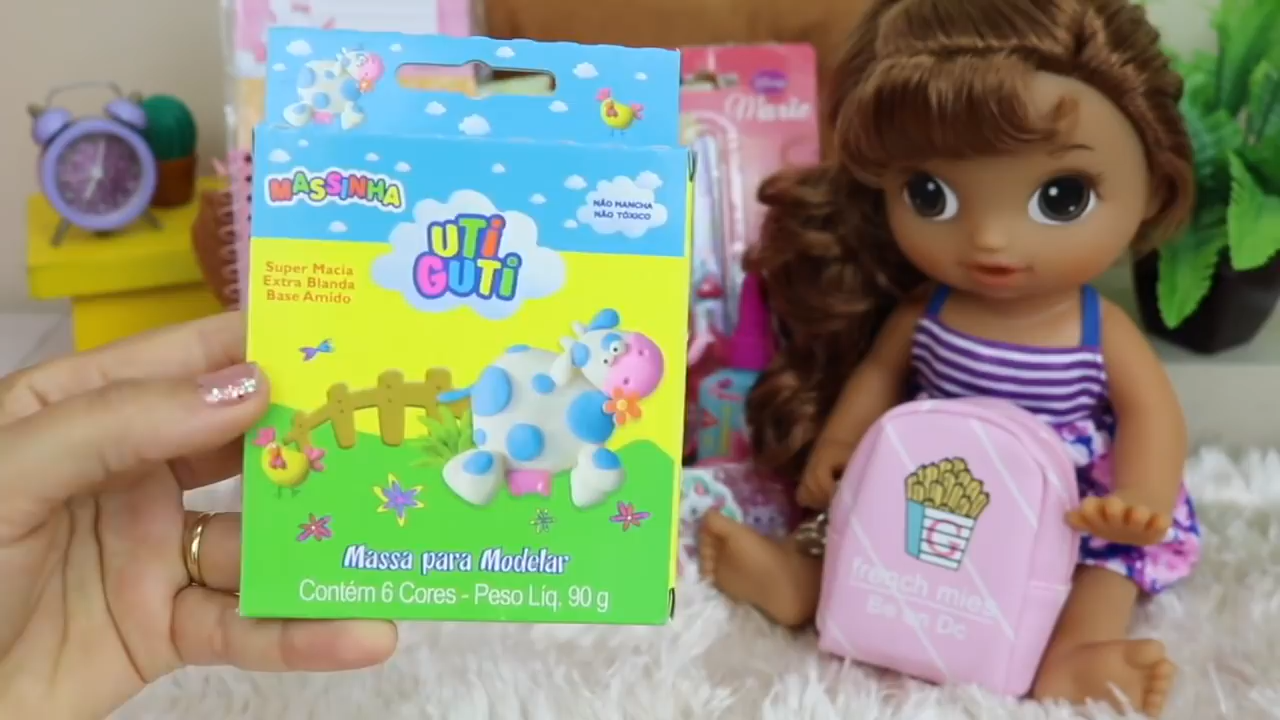 MASSINHA
UTI
GUTI
NÃO MANCHA
NÃO TÓXICO
Super Macia
Extra Blanda
Base Amido
Massa para Modelar
Contém 6 Cores - Peso Líq. 90 g
Marie
G
french mies